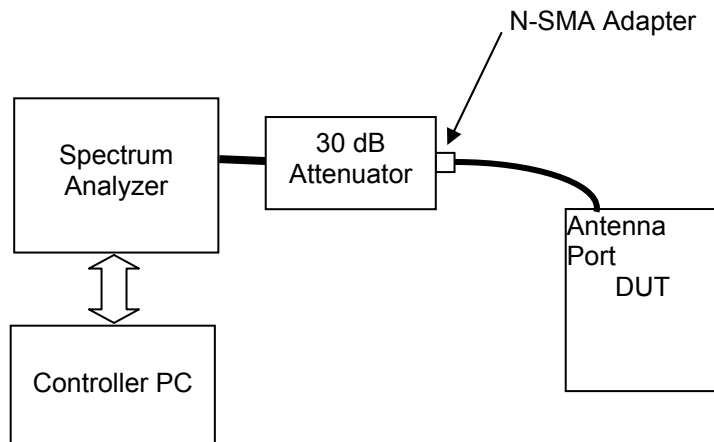 N-SMA Adapter
Spectrum
Analyzer
30 dB
Attenuator
Antenna
Port
DUT
Controller PC